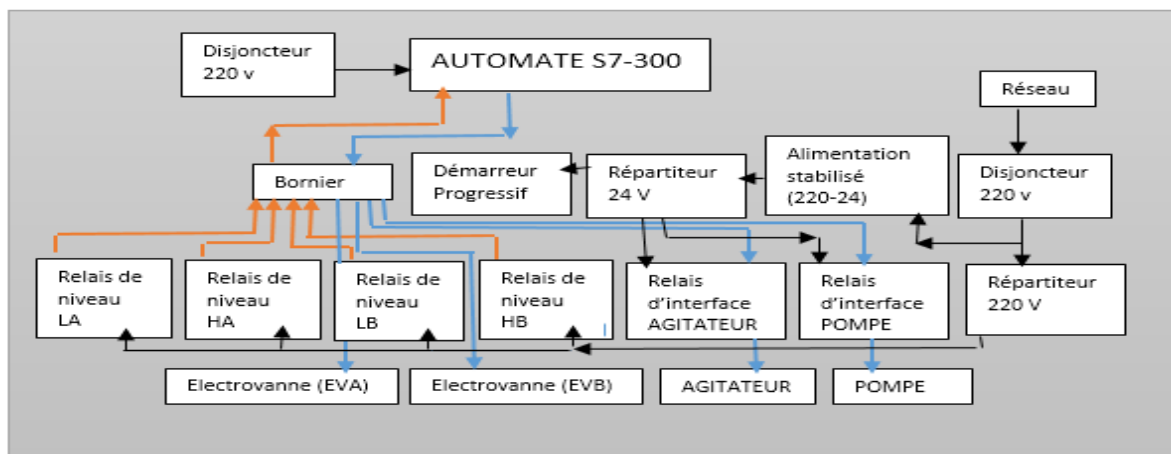 Disjoncteur
220 v
AUTOMATE S7-300
Réseau
Bornier
Démarreur
Progressif
Répartiteur
24 V
Alimentation
stabilisé
(220-24)
Disjoncteur
220 v
Relais de
niveau
LA
Relais de
niveau
HA
Relais de
niveau
LB
Relais de
niveau
HB
Relais
d'interface
AGITATEUR
Relais
d'interface
POMPE
Répartiteur
220 V
Electrovanne (EVA)
Electrovanne (EVB)
AGITATEUR
POMPE